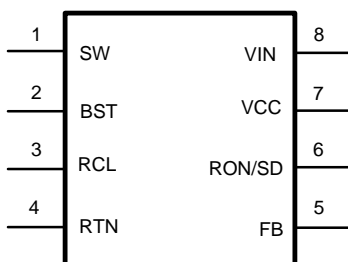 1 SW VIN 8
2 BST VCC 7
3 RCL RON/SD 6
4 RTN FB 5